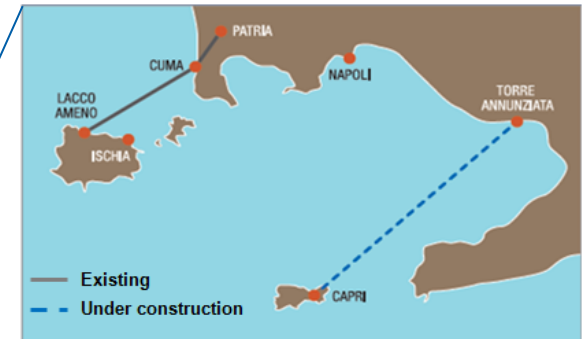 PATRIA
CUMA
NAPOLI
LACCO
AMENO
TORRE
ANNUNZIATA
ISCHIA
Existing
CAPRI
Under construction